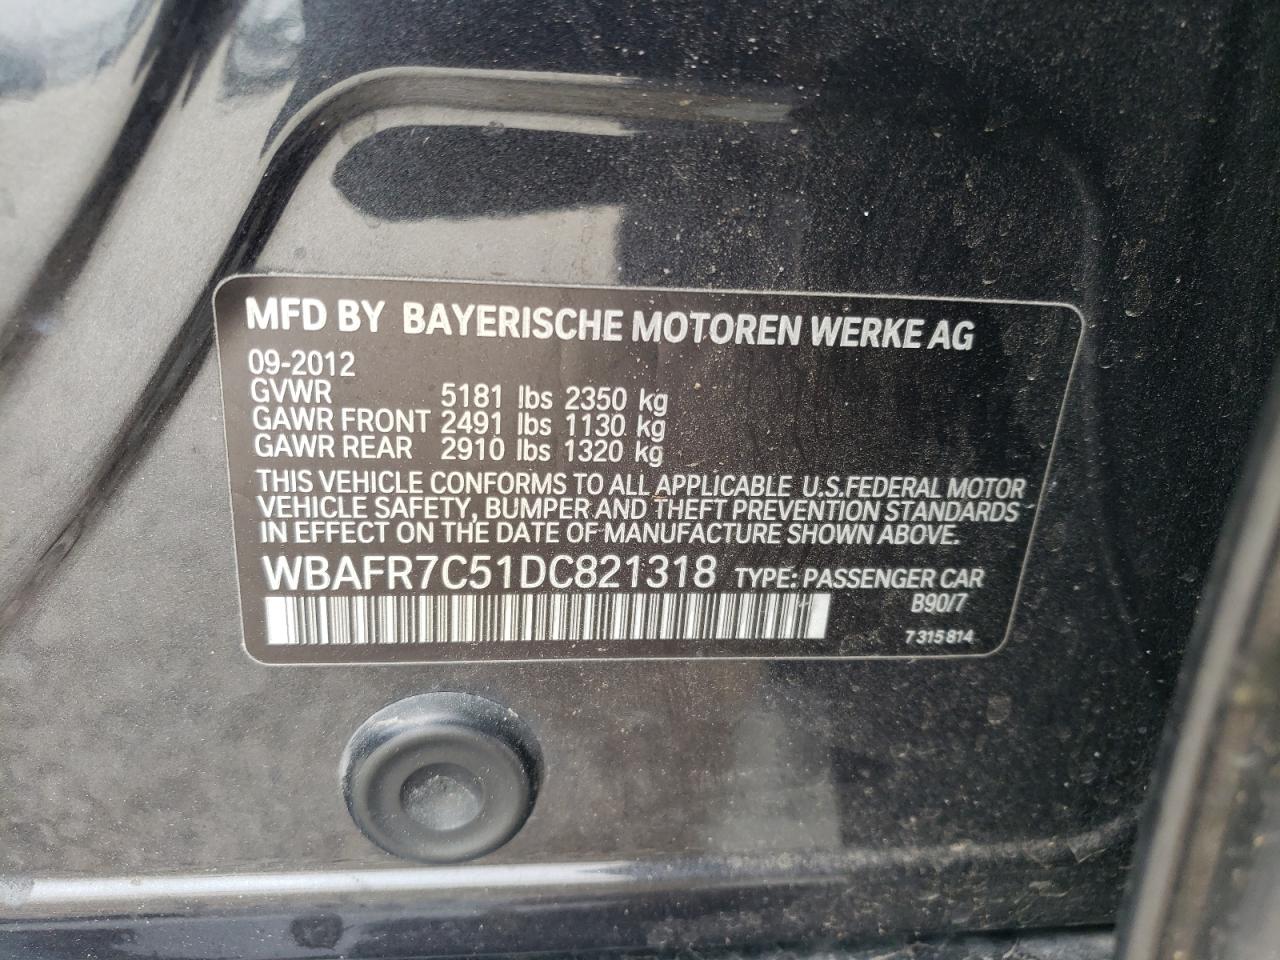 MFD BY BAYERISCHE MOTOREN WERKE AG
09-2012
GVWR 5181 lbs 2350 kg
GAWR FRONT 2491 lbs 1130 kg
GAWR REAR 2910 lbs 1320 kg
THIS VEHICLE CONFORMS TO ALL APPLICABLE U.S.FEDERAL MOTOR
VEHICLE SAFETY, BUMPER AND THEFT PREVENTION STANDARDS
IN EFFECT ON THE DATE OF MANUFACTURE SHOWN ABOVE.
WBAFR7C51DC821318 TYPE: PASSENGER CAR
B90/7
7 315 814